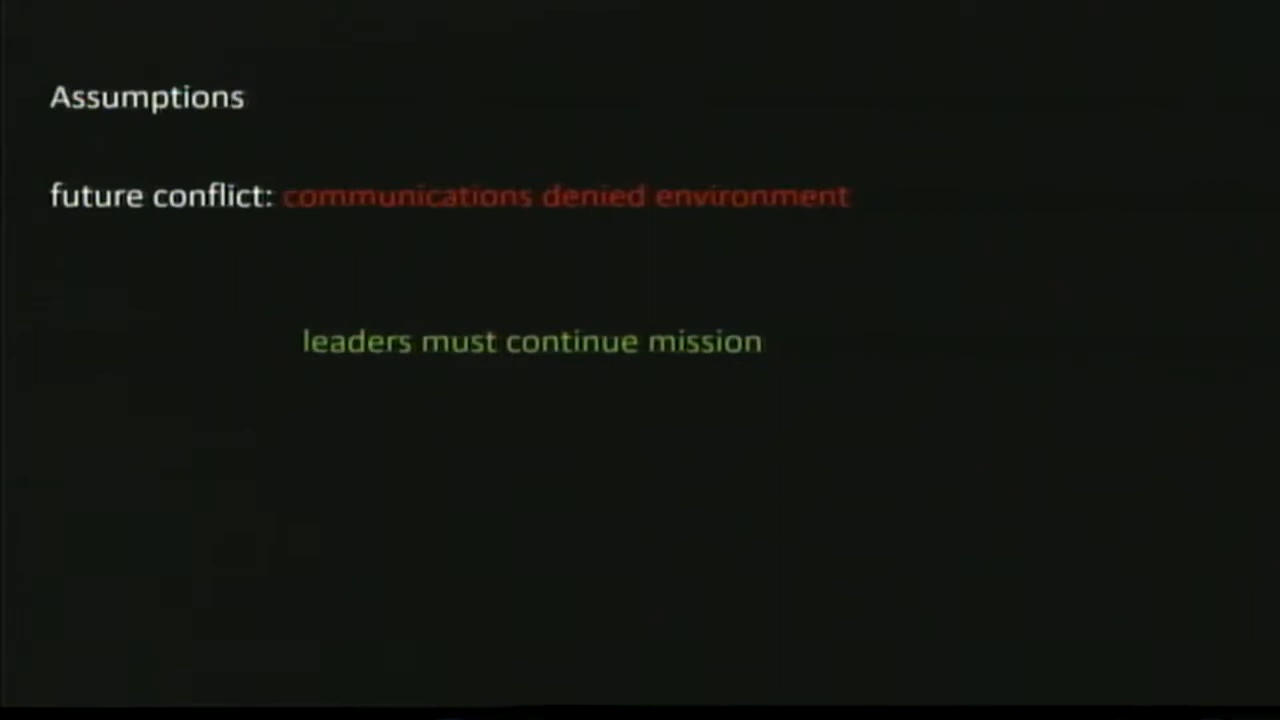 Assumptions
future conflict: communications denied environment
leaders must continue mission